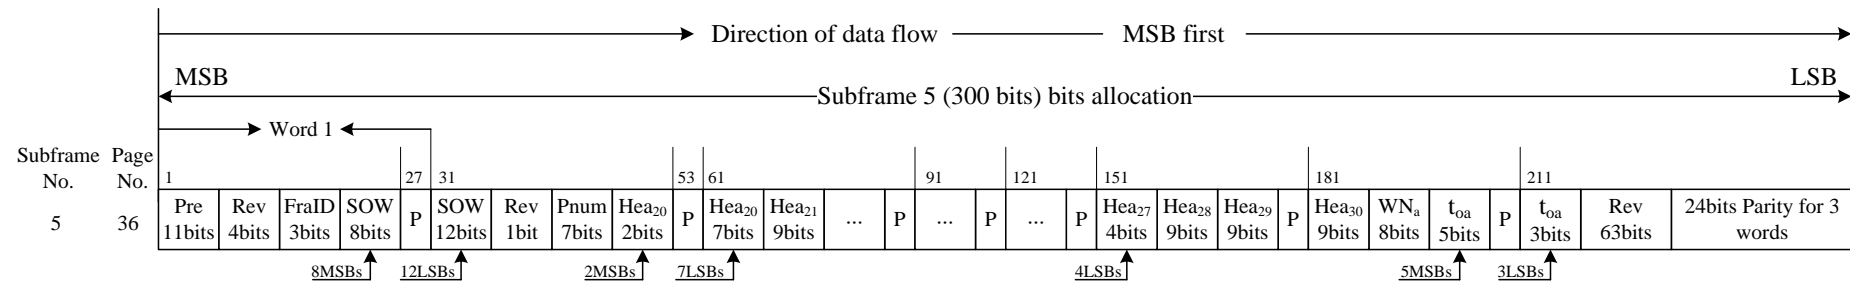 Direction of data flow MSB first
MSB LSB
Subframe 5 (300 bits) bits allocation
Word 1
Subframe Page
No. No.
1 27 31 53 61 91 121 151 181 211
5 36
Pre
11bits
Rev
4bits
FraID
3bits
SOW
8bits
P
SOW
12bits
Rev
1bit
Pnum
7bits
Hea₂₀
2bits
P
Hea₂₀
7bits
Hea₂₁
9bits
...
P
...
P
...
P
Hea₂₇
4bits
Hea₂₈
9bits
Hea₂₉
9bits
P
Hea₃₀
9bits
WNₐ
8bits
tₒₐ
5bits
P
tₒₐ
3bits
Rev
63bits
24bits Parity for 3
words
8MSBs 12LSBs 2MSBs 7LSBs 4LSBs 5MSBs 3LSBs